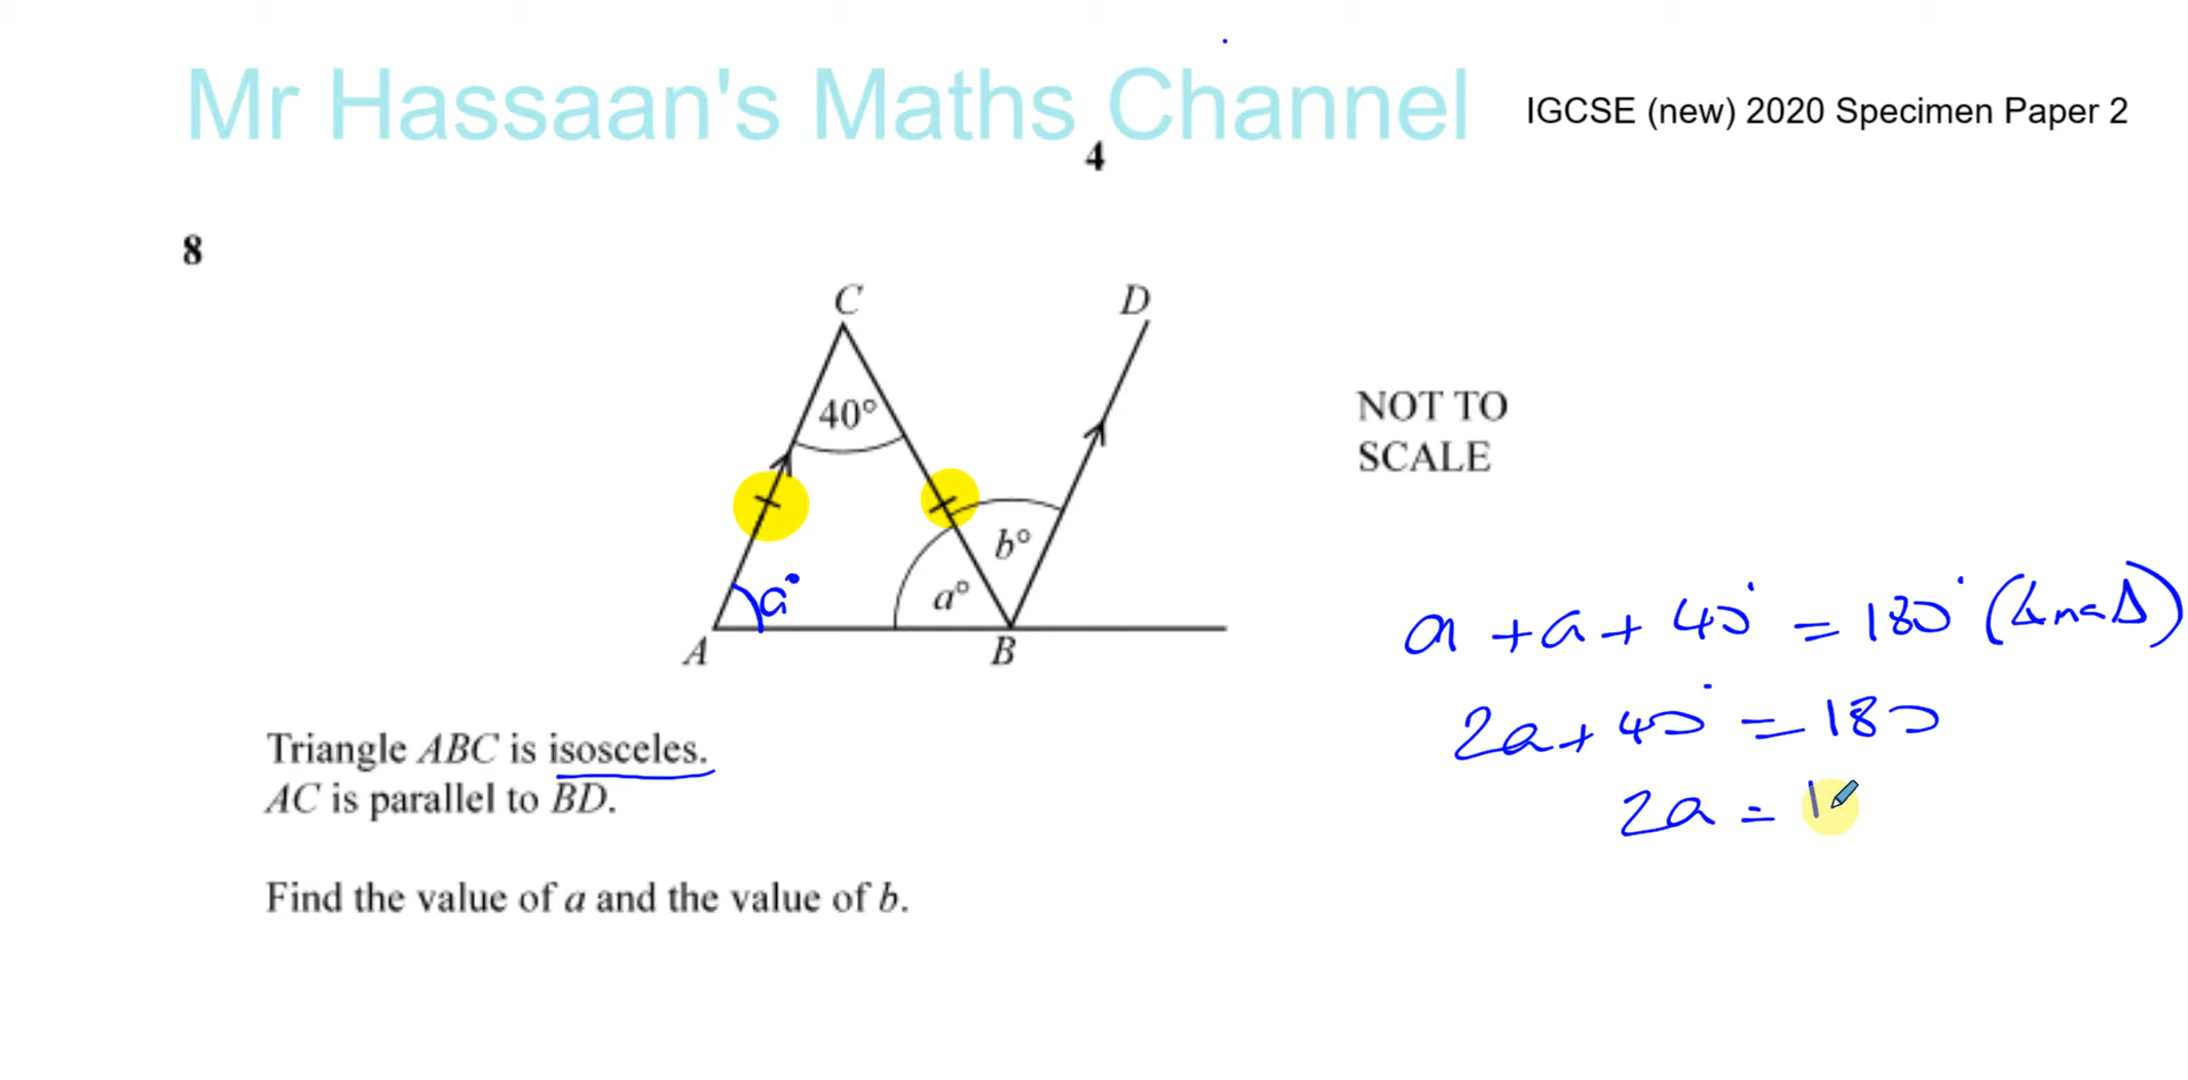 Mr Hassaan's Maths Channel
IGCSE (new) 2020 Specimen Paper 2
4
8
C
D
40°
NOT TO
SCALE
b°
a°
a°
A
B
a + a + 40° = 180° (∠ in a Δ)
2a + 40° = 180
2a = 1
Triangle ABC is isosceles.
AC is parallel to BD.
Find the value of a and the value of b.